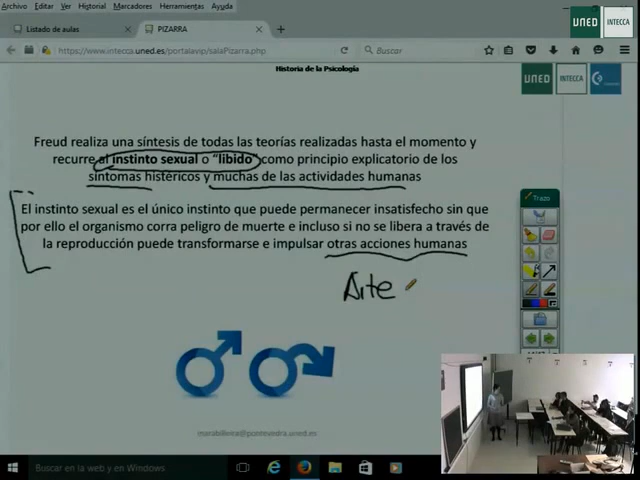 Archivo Editar Ver Historial Marcadores Herramientas Ayuda
Listado de aulas
PIZARRA
https://www.intecca.uned.es/portalavip/salaPizarra.php
Buscar
UNED
INTECCA
Historia de la Psicología
UNED
INTECCA
Freud realiza una síntesis de todas las teorías realizadas hasta el momento y
recurre al instinto sexual o "libido" como principio explicatorio de los
síntomas histéricos y muchas de las actividades humanas
El instinto sexual es el único instinto que puede permanecer insatisfecho sin que
por ello el organismo corra peligro de muerte e incluso si no se libera a través de
la reproducción puede transformarse e impulsar otras acciones humanas
Arte
Trazo
@pontevedra.uned.es
Buscar en la web y en Windows